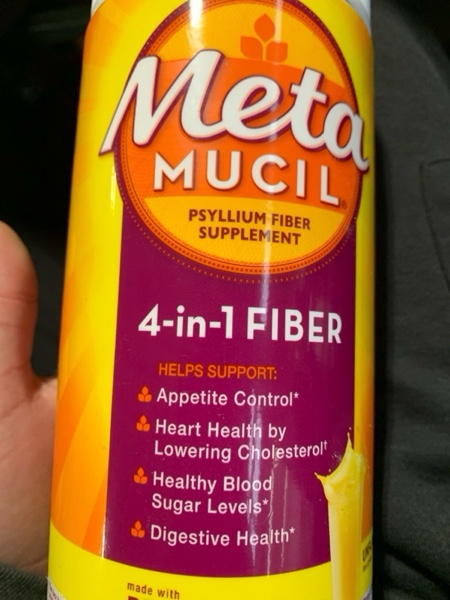 Meta
MUCIL®
PSYLLIUM FIBER
SUPPLEMENT
4-in-1 FIBER
HELPS SUPPORT:
Appetite Control*
Heart Health by
Lowering Cholesterol†
Healthy Blood
Sugar Levels*
Digestive Health*
made with